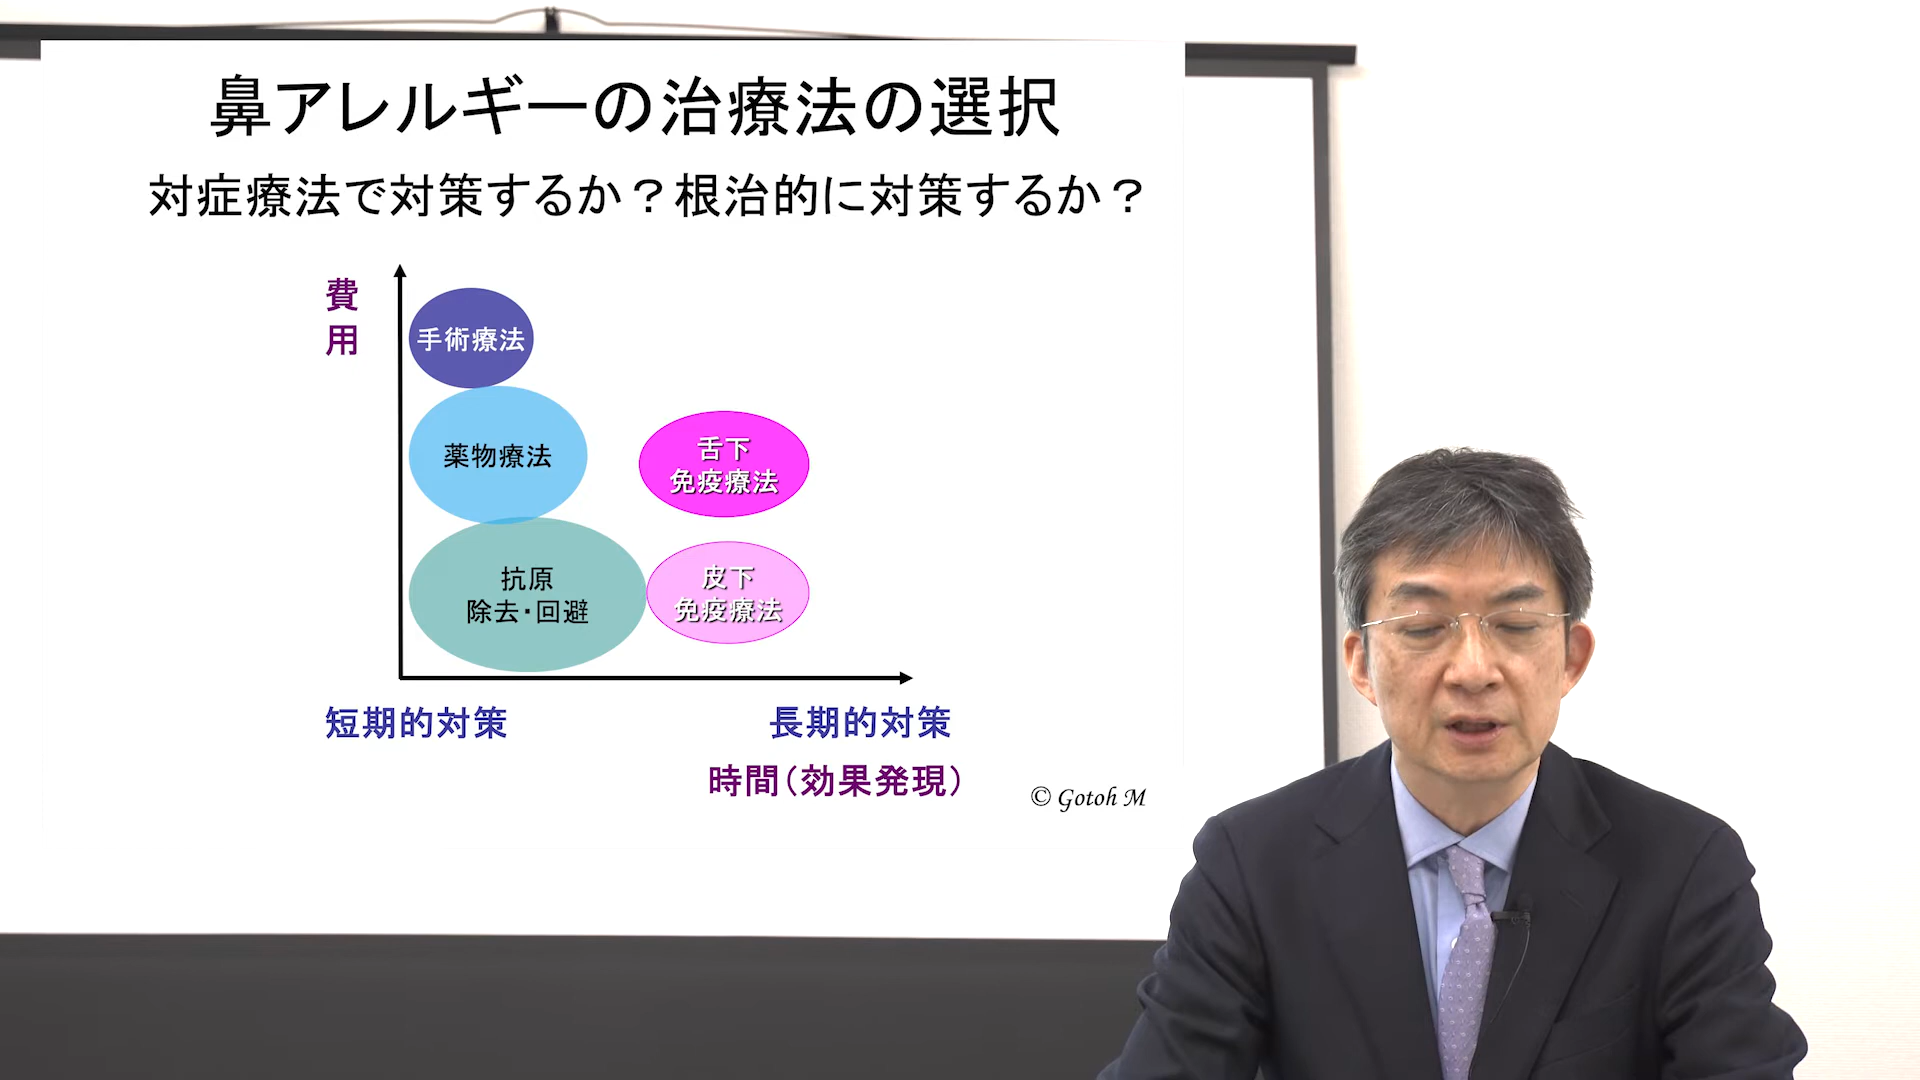 鼻アレルギーの治療法の選択
対症療法で対策するか？根治的に対策するか？
費用
手術療法
薬物療法
舌下
免疫療法
抗原
除去・回避
皮下
免疫療法
短期的対策
長期的対策
時間（効果発現）
© Gotoh M